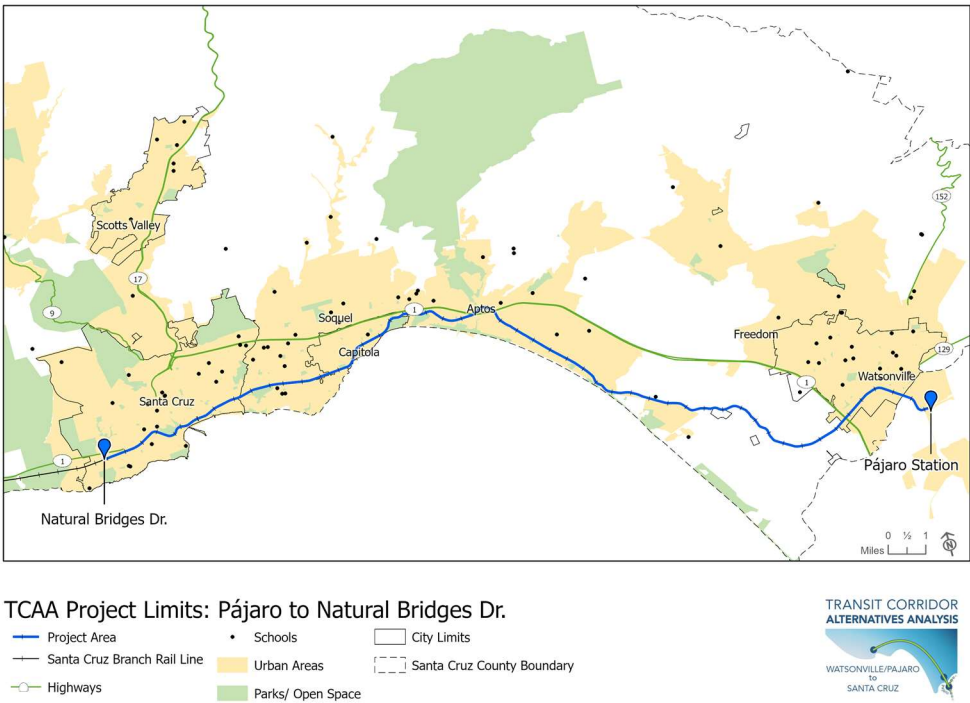 152
Scotts Valley
17
9
1
Aptos
Soquel
Freedom
Capitola
129
1
Watsonville
Santa Cruz
1
Pájaro Station
Natural Bridges Dr.
0 ½ 1
Miles
N
TCAA Project Limits: Pájaro to Natural Bridges Dr.
Project Area
Santa Cruz Branch Rail Line
Highways
Schools
Urban Areas
Parks/ Open Space
City Limits
Santa Cruz County Boundary
TRANSIT CORRIDOR
ALTERNATIVES ANALYSIS
WATSONVILLE/PAJARO
to
SANTA CRUZ